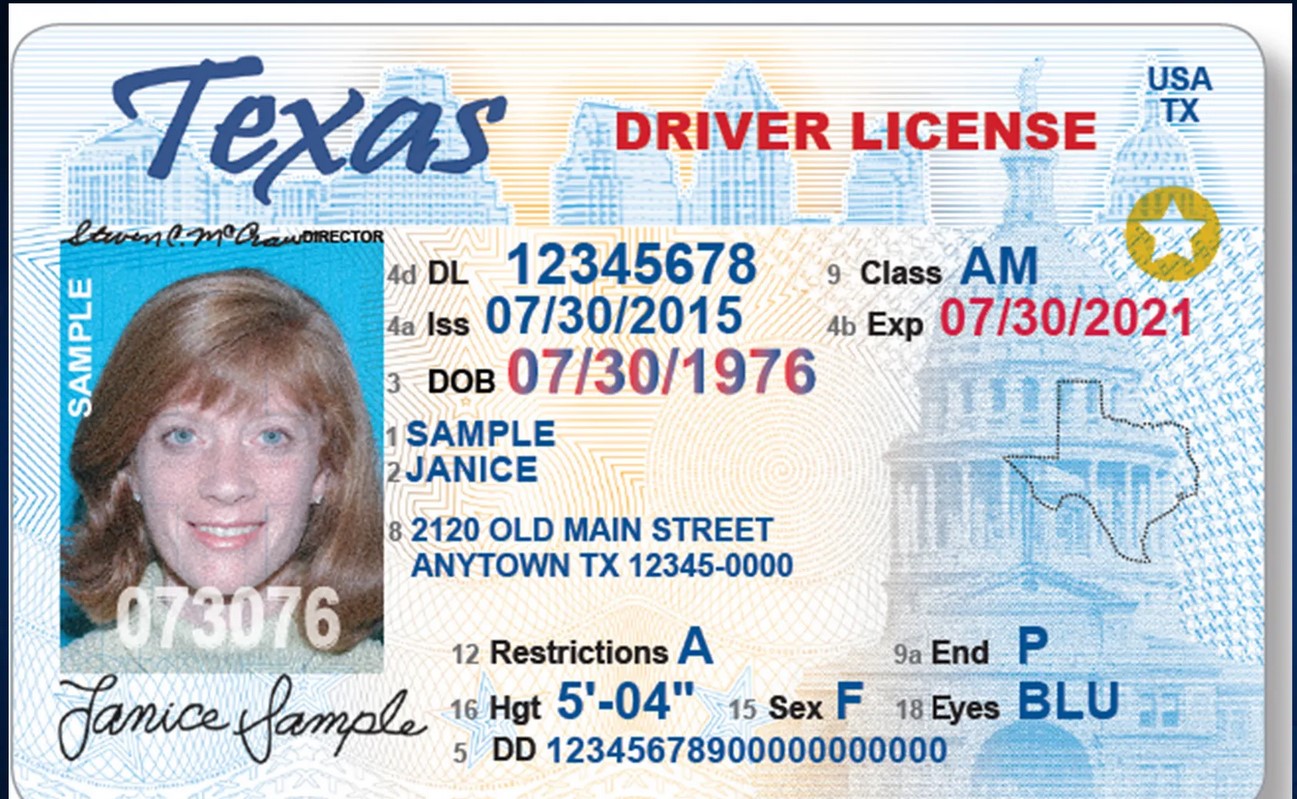 Texas
DRIVER LICENSE
USA
TX
Steven C. McCraw DIRECTOR
SAMPLE
4d DL 12345678 9 Class AM
4a Iss 07/30/2015 4b Exp 07/30/2021
3 DOB 07/30/1976
1 SAMPLE
2 JANICE
8 2120 OLD MAIN STREET
ANYTOWN TX 12345-0000
073076
12 Restrictions A 9a End P
16 Hgt 5'-04" 15 Sex F 18 Eyes BLU
Janice Sample
5 DD 12345678900000000000